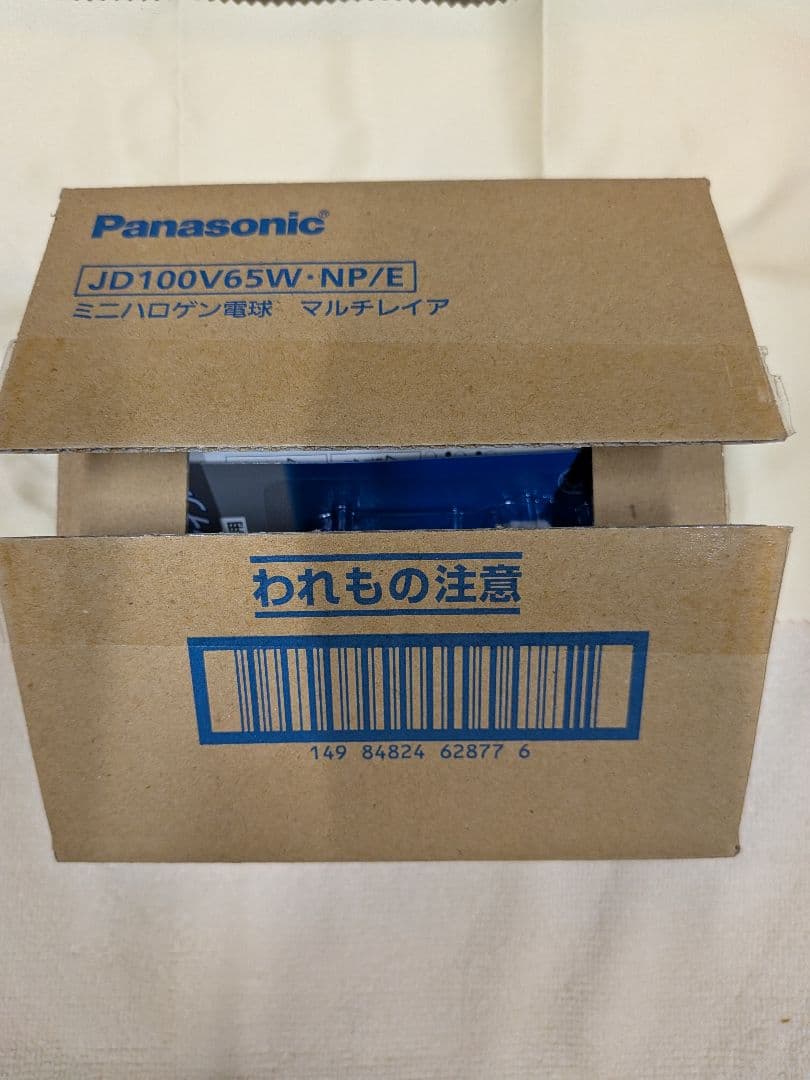 Panasonic®
JD100V65W・NP/E
ミニハロゲン電球 マルチレイア
用
われもの注意
149 84824 62877 6